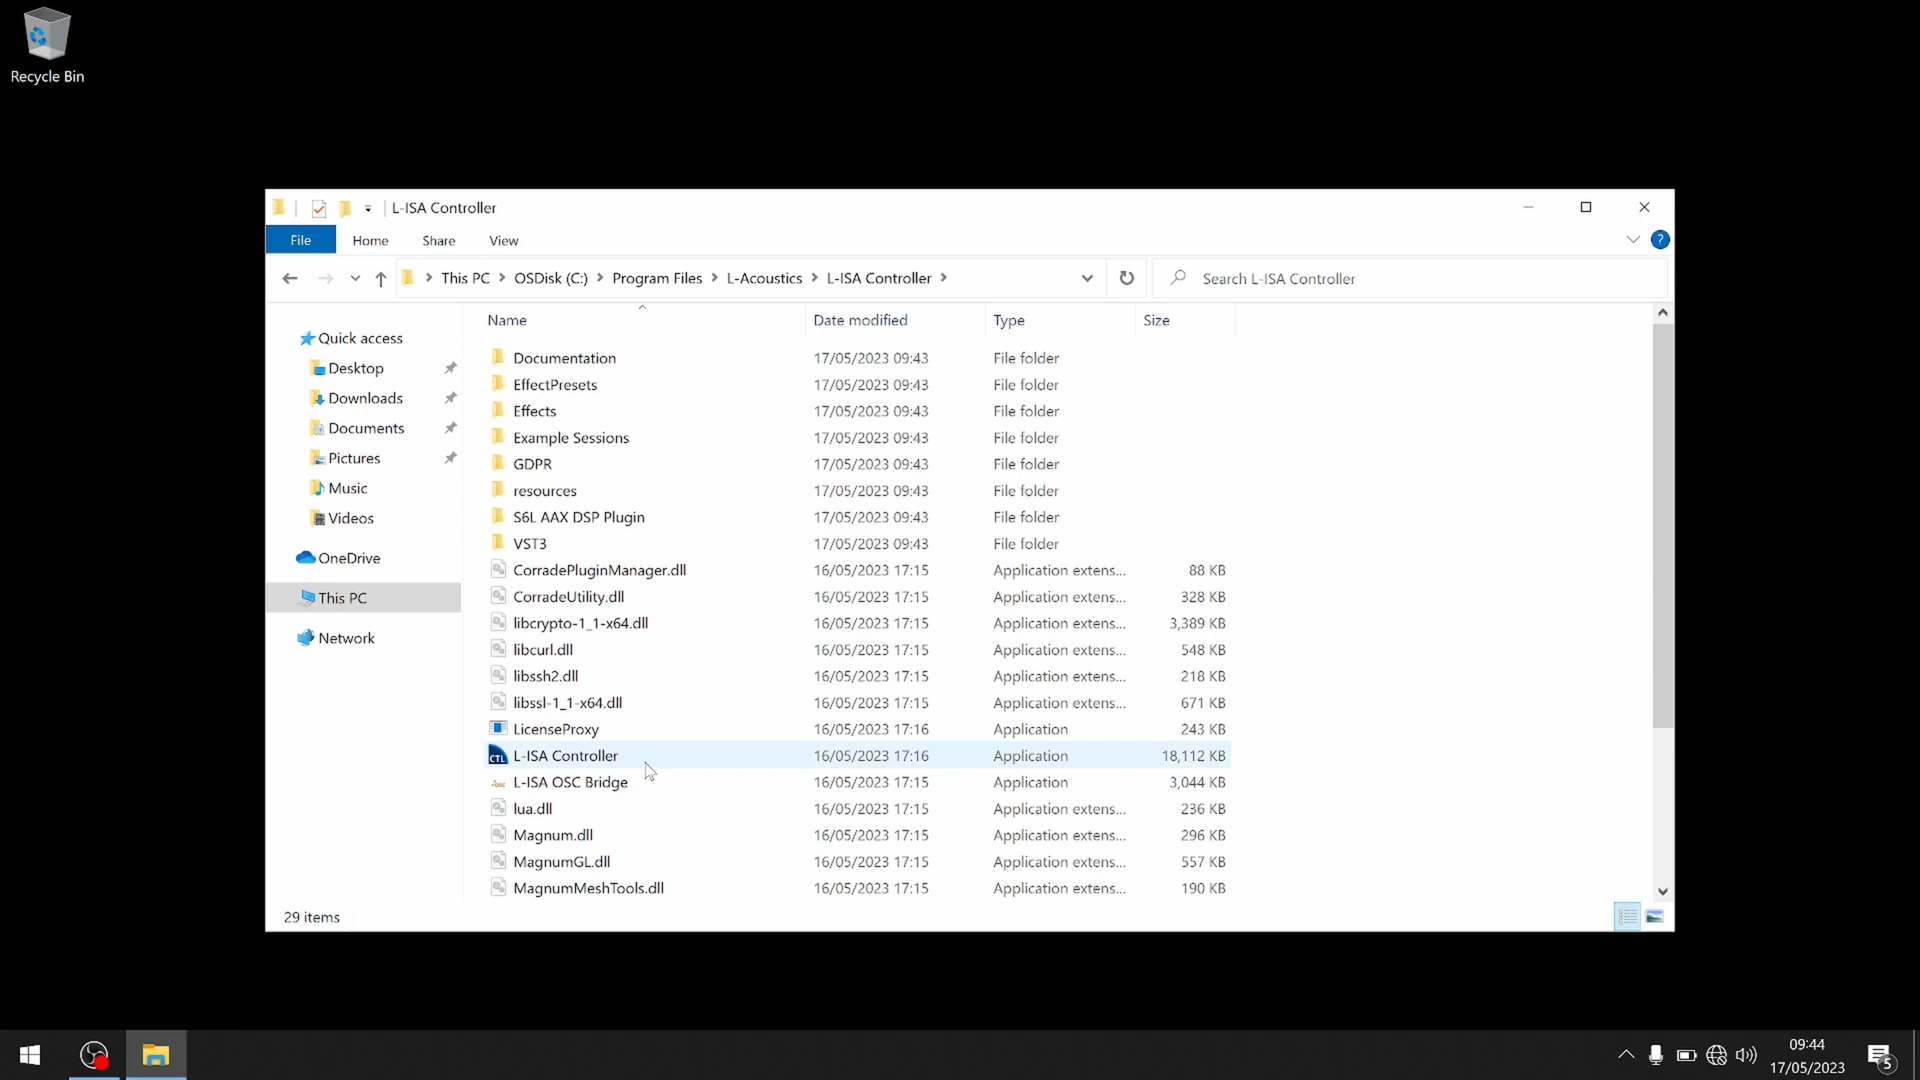 Recycle Bin
L-ISA Controller
File Home Share View
This PC OSDisk (C:) Program Files L-Acoustics L-ISA Controller
Search L-ISA Controller
Quick access
Desktop
Downloads
Documents
Pictures
Music
Videos
OneDrive
This PC
Network
Name Date modified Type Size
Documentation 17/05/2023 09:43 File folder
EffectPresets 17/05/2023 09:43 File folder
Effects 17/05/2023 09:43 File folder
Example Sessions 17/05/2023 09:43 File folder
GDPR 17/05/2023 09:43 File folder
resources 17/05/2023 09:43 File folder
S6L AAX DSP Plugin 17/05/2023 09:43 File folder
VST3 17/05/2023 09:43 File folder
CorradePluginManager.dll 16/05/2023 17:15 Application extens... 88 KB
CorradeUtility.dll 16/05/2023 17:15 Application extens... 328 KB
libcrypto-1_1-x64.dll 16/05/2023 17:15 Application extens... 3,389 KB
libcurl.dll 16/05/2023 17:15 Application extens... 548 KB
libssh2.dll 16/05/2023 17:15 Application extens... 218 KB
libssl-1_1-x64.dll 16/05/2023 17:15 Application extens... 671 KB
LicenseProxy 16/05/2023 17:16 Application 243 KB
CTL L-ISA Controller 16/05/2023 17:16 Application 18,112 KB
L-ISA OSC Bridge 16/05/2023 17:15 Application 3,044 KB
lua.dll 16/05/2023 17:15 Application extens... 236 KB
Magnum.dll 16/05/2023 17:15 Application extens... 296 KB
MagnumGL.dll 16/05/2023 17:15 Application extens... 557 KB
MagnumMeshTools.dll 16/05/2023 17:15 Application extens... 190 KB
29 items
09:44
17/05/2023
5